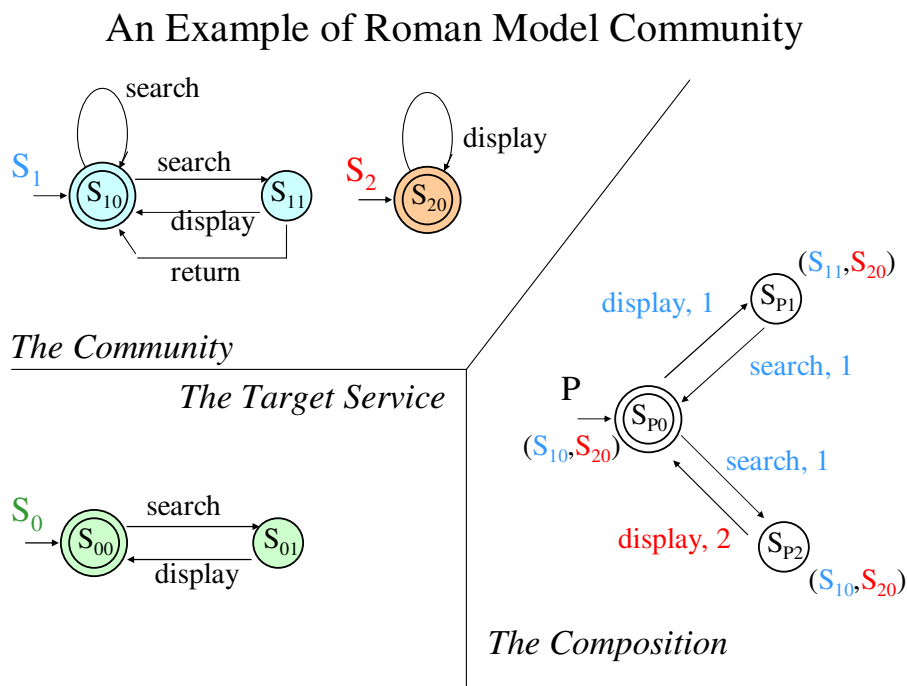 An Example of Roman Model Community
search
S1
S10
search
S11
display
return
S2
S20
display
The Community
The Target Service
S0
S00
search
S01
display
(S11,S20)
SP1
display, 1
search, 1
P
SP0
(S10,S20)
search, 1
display, 2
SP2
(S10,S20)
The Composition